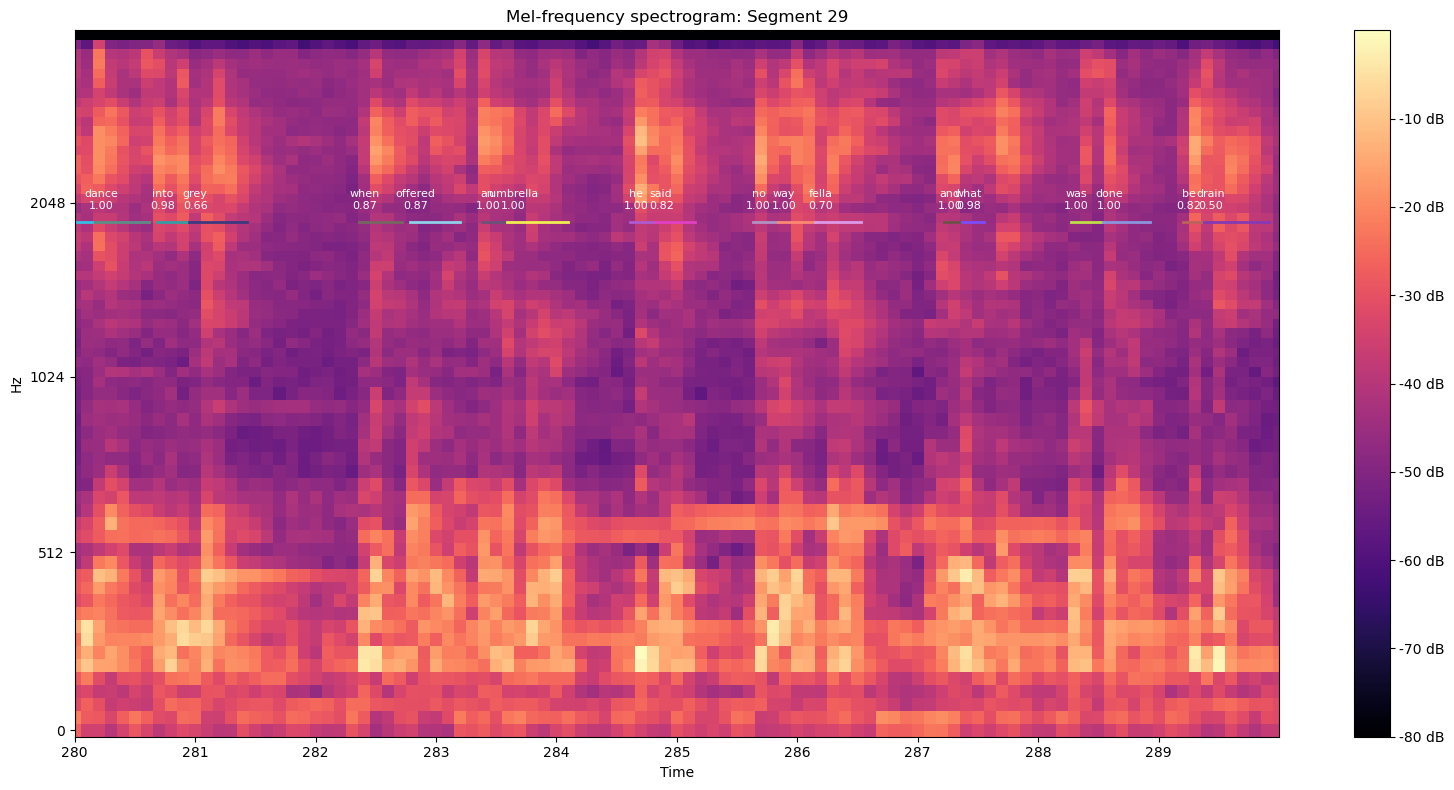 Mel-frequency spectrogram: Segment 29
dance into grey when offered an umbrella he said no way fella and what was done be drain
1.00 0.98 0.66 0.87 0.87 1.00 1.00 1.00 0.82 1.00 1.00 0.70 1.00 0.98 1.00 1.00 0.82 0.50
2048
1024
512
0
Hz
280 281 282 283 284 285 286 287 288 289
Time
-10 dB
-20 dB
-30 dB
-40 dB
-50 dB
-60 dB
-70 dB
-80 dB